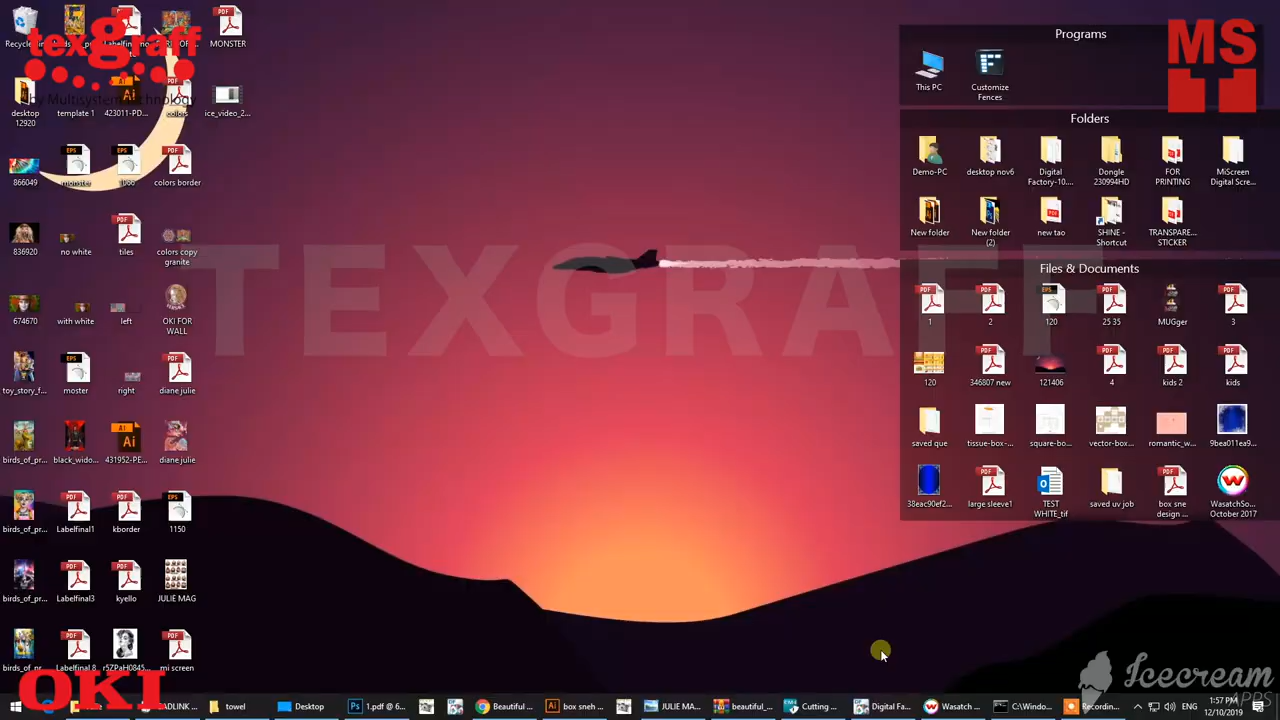 MONSTER
texgraff
by Multisystem Technology
desktop 12920
template 1
423011-PD...
colors
ice_video_2...
866049
monster
colors border
836920
no white
tiles
colors copy granite
674670
with white
left
OKI FOR WALL
toy_story_f...
moster
right
diane julie
birds_of_pr...
black_wido...
431952-PE...
diane julie
birds_of_pr...
Labelfinal1
kborder
1150
birds_of_pr...
Labelfinal3
kyello
JULIE MAG
birds_of_pr...
Labelfinal 8
r5ZPaH0845...
mi screen
OKI
TEXGRAFF
Programs
MS
This PC
Customize Fences
Folders
Demo-PC
desktop nov6
Digital Factory-10....
Dongle 230994HD
FOR PRINTING
MiScreen Digital Scre...
New folder
New folder (2)
new tao
SHINE - Shortcut
TRANSPARE... STICKER
Files & Documents
1
2
120
25 35
MUGger
3
120
346807 new
121406
4
kids 2
kids
saved que
tissue-box-...
square-bo...
vector-box...
romantic_w...
9bea011ea9...
38eac90ef2...
large sleeve1
TEST WHITE_tif
saved uv job
box sne design ...
WasatchSo... October 2017
Icecream
APPS
towel
Desktop
1.pdf @ 6...
Beautiful ...
box sneh ...
JULIE MA...
beautiful_...
Cutting ...
Digital Fa...
Wasatch ...
C:\Windo...
Recordin...
1:57 PM
12/10/2019